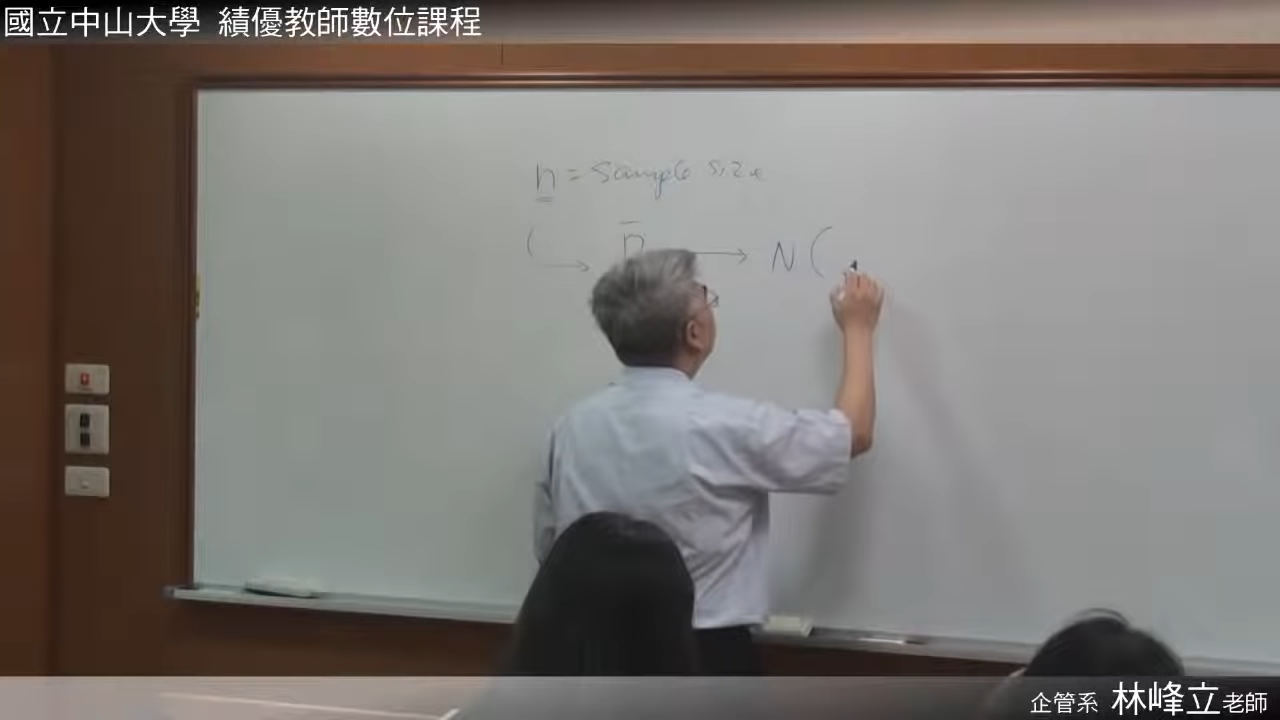 國立中山大學 績優教師數位課程
n = sample size
→ → N (
企管系 林峰立老師